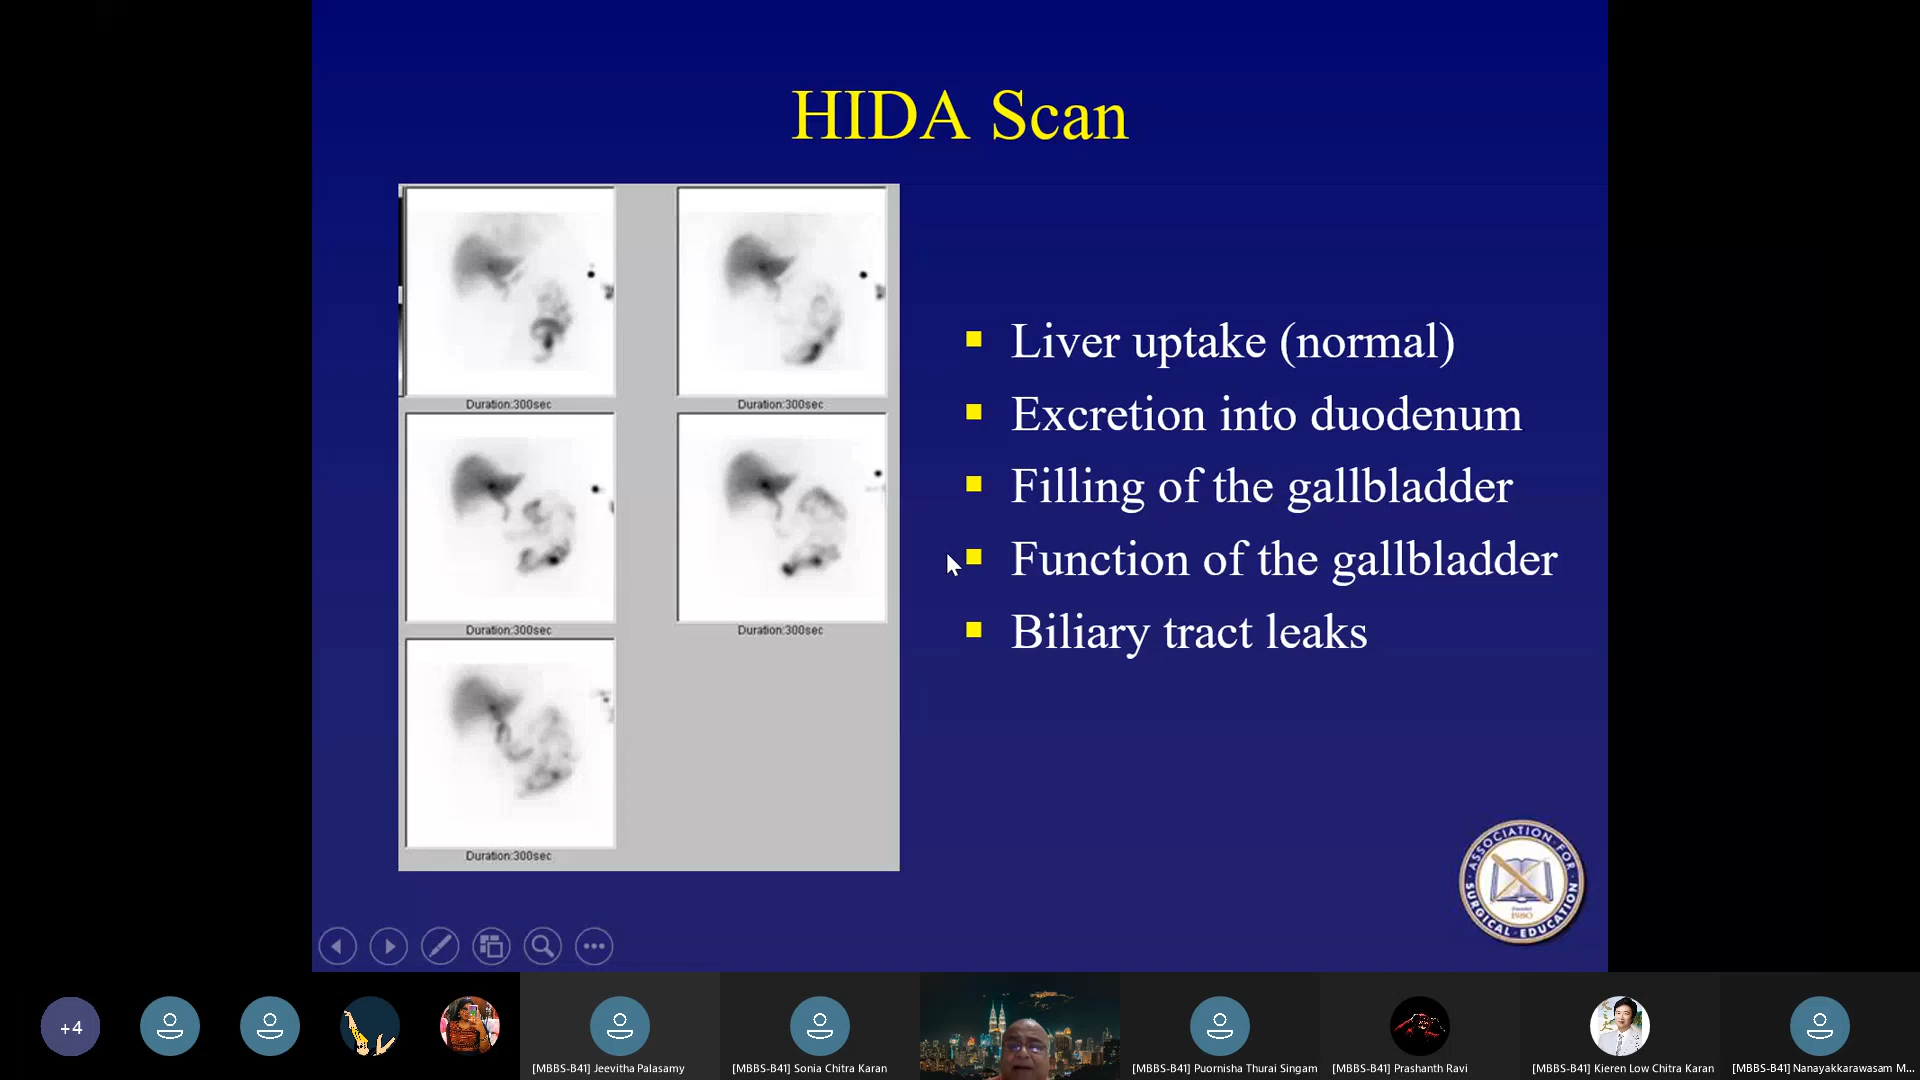 HIDA Scan
Duration:300sec
Duration:300sec
Duration:300sec
Duration:300sec
Duration:300sec
Liver uptake (normal)
Excretion into duodenum
Filling of the gallbladder
Function of the gallbladder
Biliary tract leaks
ASSOCIATION FOR
SURGICAL EDUCATION
Founded
1980
+4
[MBBS-B41] Jeevitha Palasamy
[MBBS-B41] Sonia Chitra Karan
[MBBS-B41] Puornisha Thurai Singam
[MBBS-B41] Prashanth Ravi
[MBBS-B41] Kieren Low Chitra Karan
[MBBS-B41] Nanayakkarawasam M...